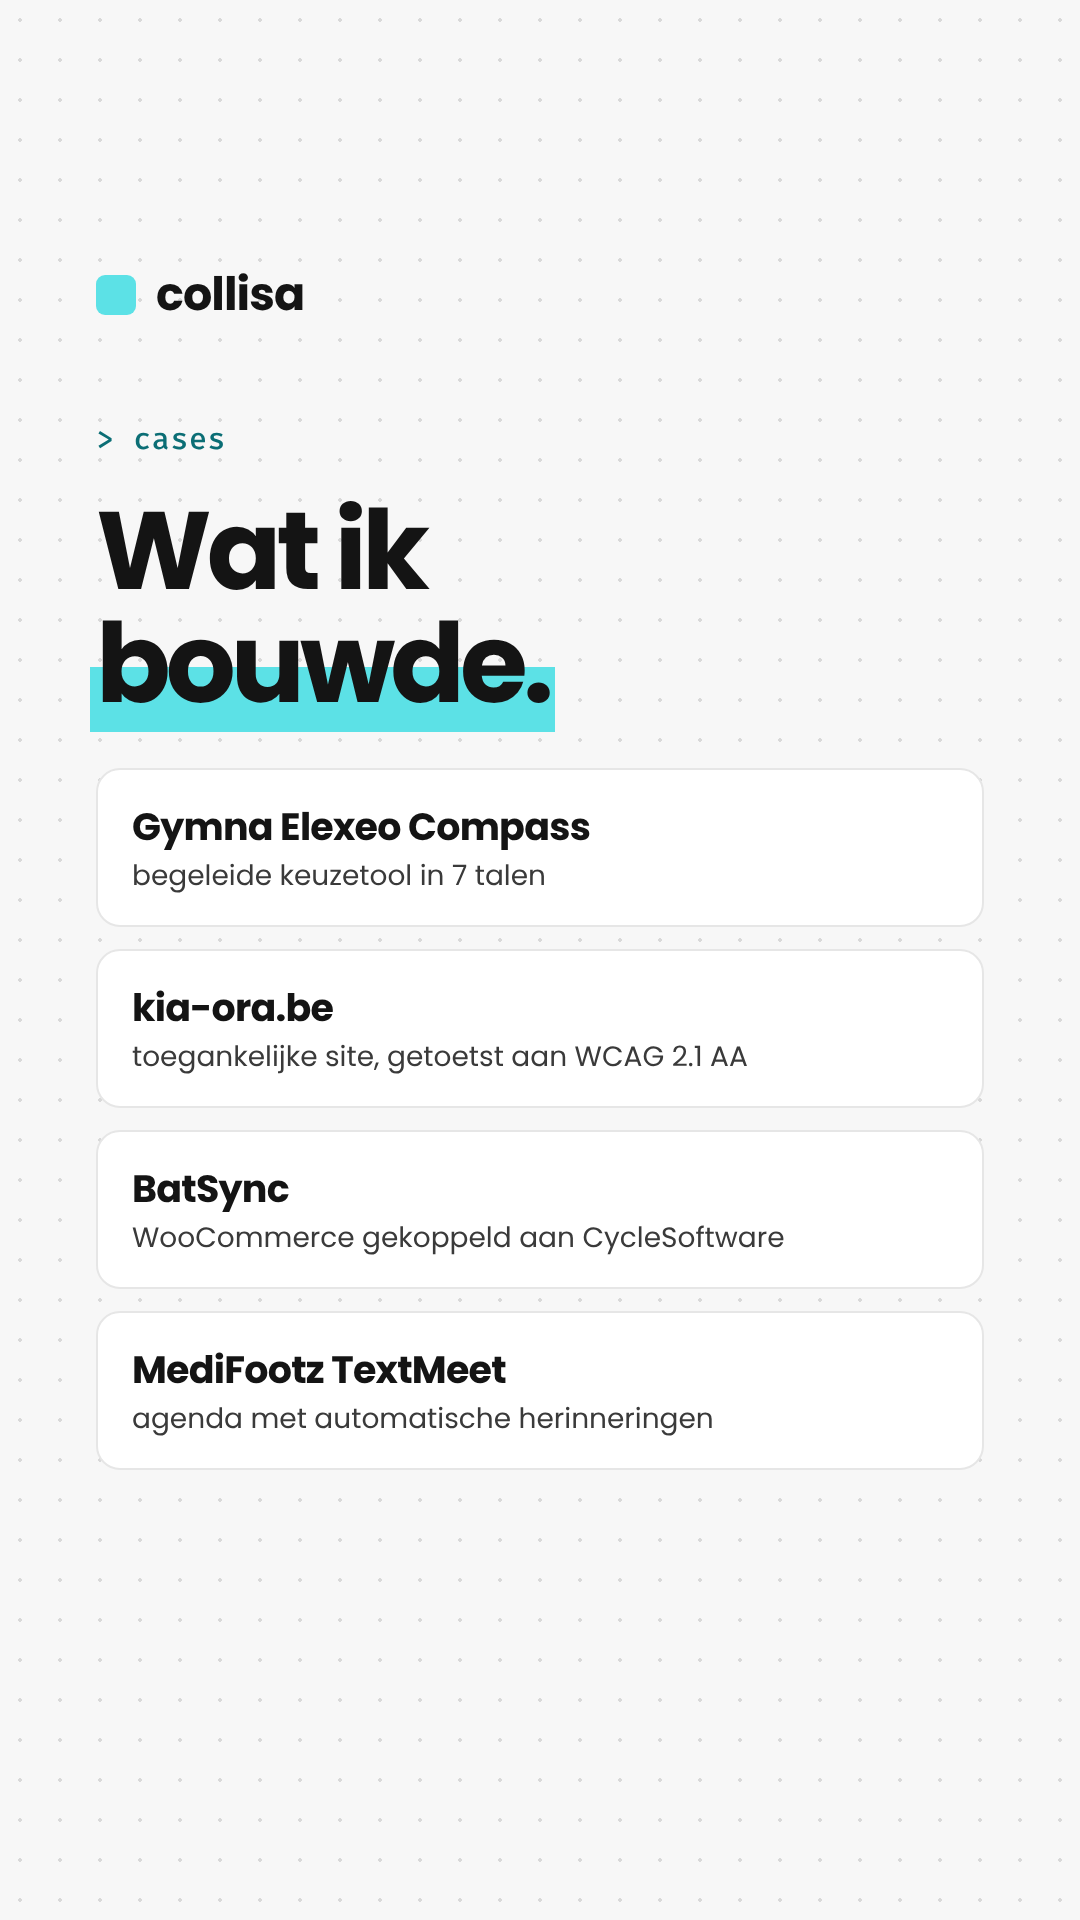 collisa
> cases
Wat ik
bouwde.
Gymna Elexeo Compass
begeleide keuzetool in 7 talen
kia-ora.be
toegankelijke site, getoetst aan WCAG 2.1 AA
BatSync
WooCommerce gekoppeld aan CycleSoftware
MediFootz TextMeet
agenda met automatische herinneringen